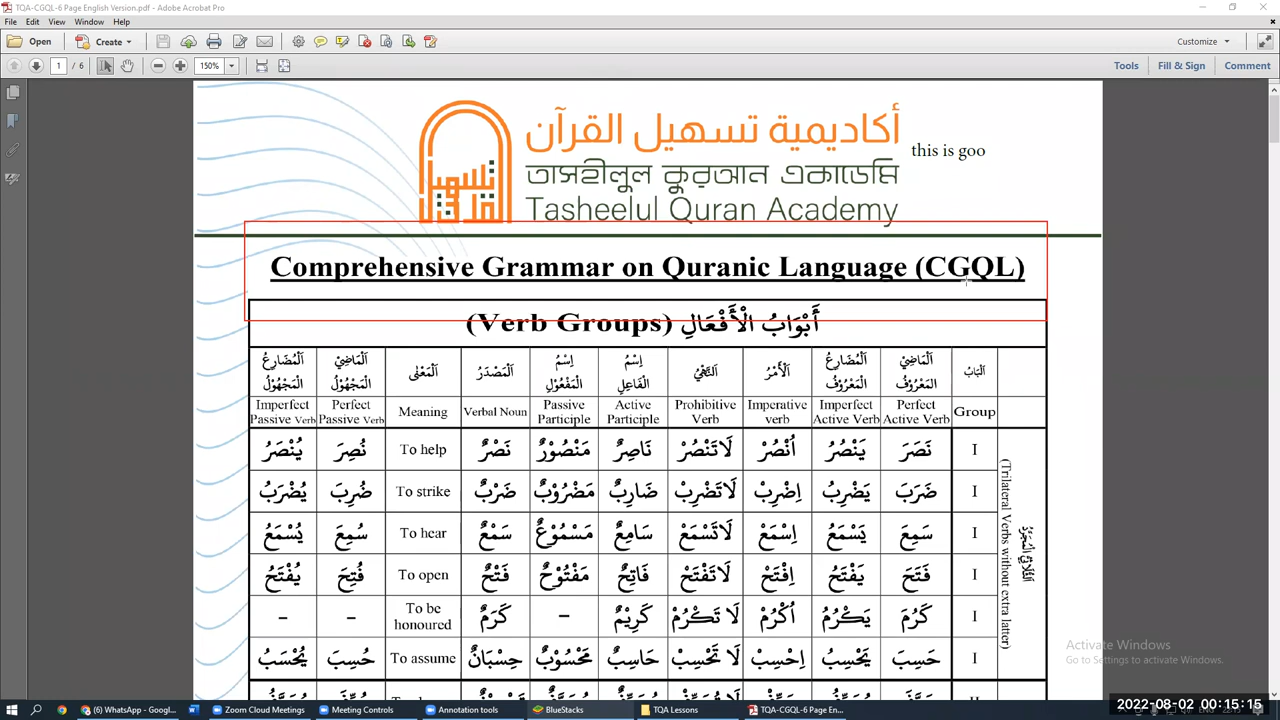 TQA-CGQL-6 Page English Version.pdf - Adobe Acrobat Pro
File Edit View Window Help
Open Create Customize
1 / 6 150% Tools Fill & Sign Comment
أكاديمية تسهيل القرآن
this is goo
তাসহীলুল কুরআন একাডেমি
Tasheelul Quran Academy
Comprehensive Grammar on Quranic Language (CGQL)
(Verb Groups) أَبْوَابُ الْأَفْعَالِ
اَلْمُضَارِعُ الْمَجْهُوْلُ اَلْمَاضِيْ الْمَجْهُوْلُ اَلْمَعْنٰى اَلْمَصْدَرُ اِسْمُ الْمَفْعُوْلِ اِسْمُ الْفَاعِلِ اَلنَّهْيُ اَلْأَمْرُ اَلْمُضَارِعُ الْمَعْرُوْفُ اَلْمَاضِيْ الْمَعْرُوْفُ اَلْبَابُ
Imperfect Passive Verb Perfect Passive Verb Meaning Verbal Noun Passive Participle Active Participle Prohibitive Verb Imperative verb Imperfect Active Verb Perfect Active Verb Group
يُنْصَرُ نُصِرَ To help نَصْرٌ مَنْصُوْرٌ نَاصِرٌ لَا تَنْصُرْ اُنْصُرْ يَنْصُرُ نَصَرَ I
يُضْرَبُ ضُرِبَ To strike ضَرْبٌ مَضْرُوْبٌ ضَارِبٌ لَا تَضْرِبْ اِضْرِبْ يَضْرِبُ ضَرَبَ I
يُسْمَعُ سُمِعَ To hear سَمْعٌ مَسْمُوْعٌ سَامِعٌ لَا تَسْمَعْ اِسْمَعْ يَسْمَعُ سَمِعَ I
يُفْتَحُ فُتِحَ To open فَتْحٌ مَفْتُوْحٌ فَاتِحٌ لَا تَفْتَحْ اِفْتَحْ يَفْتَحُ فَتَحَ I
– – To be honoured كَرَمٌ – كَرِيْمٌ لَا تَكْرُمْ اُكْرُمْ يَكْرُمُ كَرُمَ I
يُحْسَبُ حُسِبَ To assume حِسْبَانٌ مَحْسُوْبٌ حَاسِبٌ لَا تَحْسِبْ اِحْسِبْ يَحْسِبُ حَسِبَ I
(Trilateral Verbs without extra latter)
اَلثُّلَاثِيُّ الْمُجَرَّدُ
Activate Windows
Go to Settings to activate Windows.
2022-08-02 00:15:15
(6) WhatsApp - Googl... Zoom Cloud Meetings Meeting Controls Annotation tools BlueStacks TQA Lessons TQA-CGQL-6 Page En...